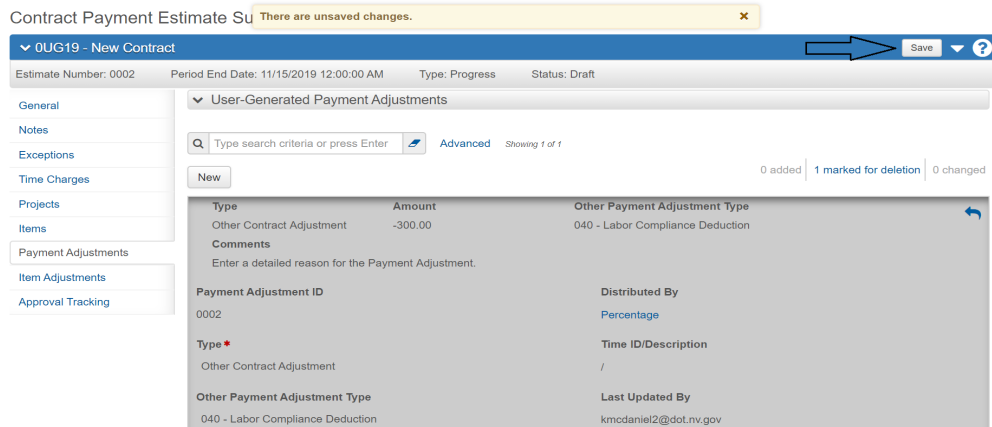 Contract Payment Estimate Su
There are unsaved changes.
0UG19 - New Contract
Save
Estimate Number: 0002 Period End Date: 11/15/2019 12:00:00 AM Type: Progress Status: Draft
General
Notes
Exceptions
Time Charges
Projects
Items
Payment Adjustments
Item Adjustments
Approval Tracking
User-Generated Payment Adjustments
Type search criteria or press Enter Advanced Showing 1 of 1
New
0 added 1 marked for deletion 0 changed
Type Amount Other Payment Adjustment Type
Other Contract Adjustment -300.00 040 - Labor Compliance Deduction
Comments
Enter a detailed reason for the Payment Adjustment.
Payment Adjustment ID Distributed By
0002 Percentage
Type* Time ID/Description
Other Contract Adjustment /
Other Payment Adjustment Type Last Updated By
040 - Labor Compliance Deduction kmcdaniel2@dot.nv.gov